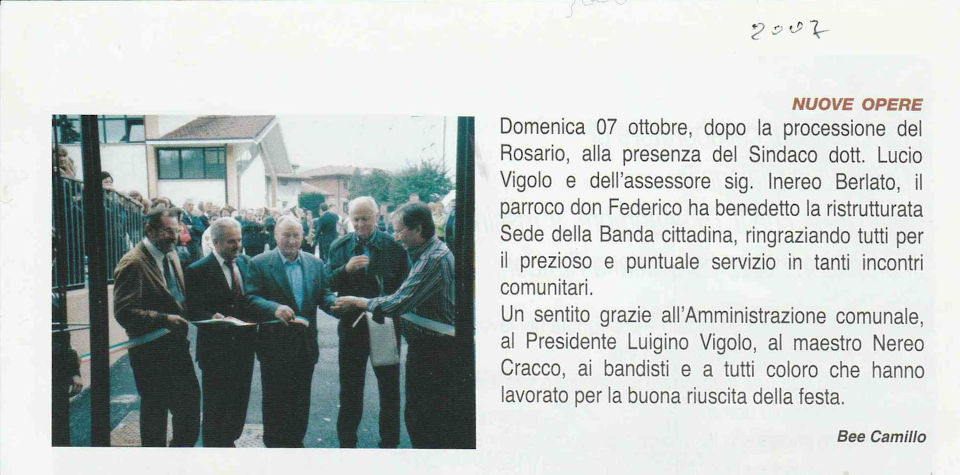 2007
NUOVE OPERE
Domenica 07 ottobre, dopo la processione del
Rosario, alla presenza del Sindaco dott. Lucio
Vigolo e dell'assessore sig. Inereo Berlato, il
parroco don Federico ha benedetto la ristrutturata
Sede della Banda cittadina, ringraziando tutti per
il prezioso e puntuale servizio in tanti incontri
comunitari.
Un sentito grazie all'Amministrazione comunale,
al Presidente Luigino Vigolo, al maestro Nereo
Cracco, ai bandisti e a tutti coloro che hanno
lavorato per la buona riuscita della festa.
Bee Camillo